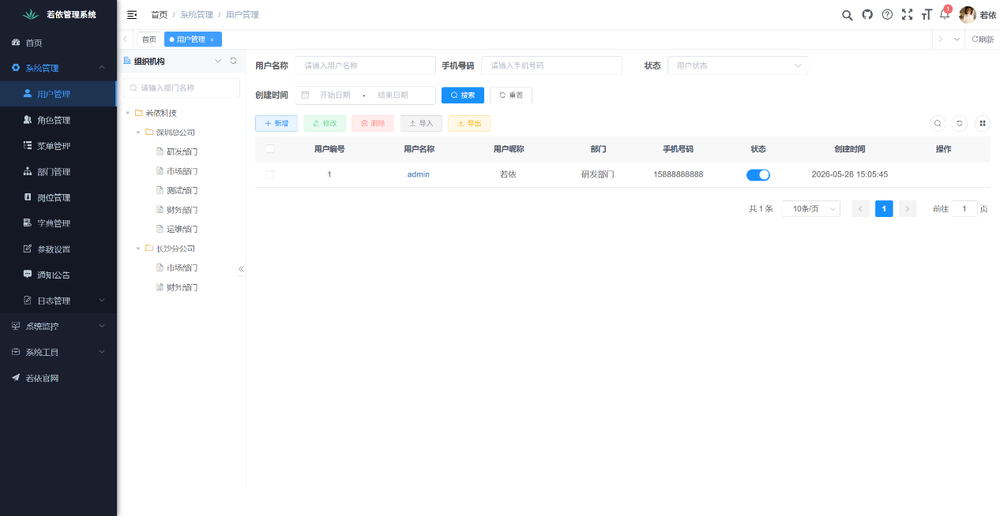 若依管理系统
首页
系统管理
用户管理
角色管理
菜单管理
部门管理
岗位管理
字典管理
参数设置
通知公告
日志管理
系统监控
系统工具
若依官网
首页 / 系统管理 / 用户管理
1
若依
首页
用户管理 ×
刷新
组织机构
请输入部门名称
若依科技
深圳总公司
研发部门
市场部门
测试部门
财务部门
运维部门
长沙分公司
市场部门
财务部门
用户名称 请输入用户名称 手机号码 请输入手机号码 状态 用户状态
创建时间 开始日期 - 结束日期 搜索 重置
新增 修改 删除 导入 导出
用户编号 用户名称 用户昵称 部门 手机号码 状态 创建时间 操作
1 admin 若依 研发部门 15888888888 2026-05-26 15:05:45
共 1 条 10条/页 1 前往 1 页